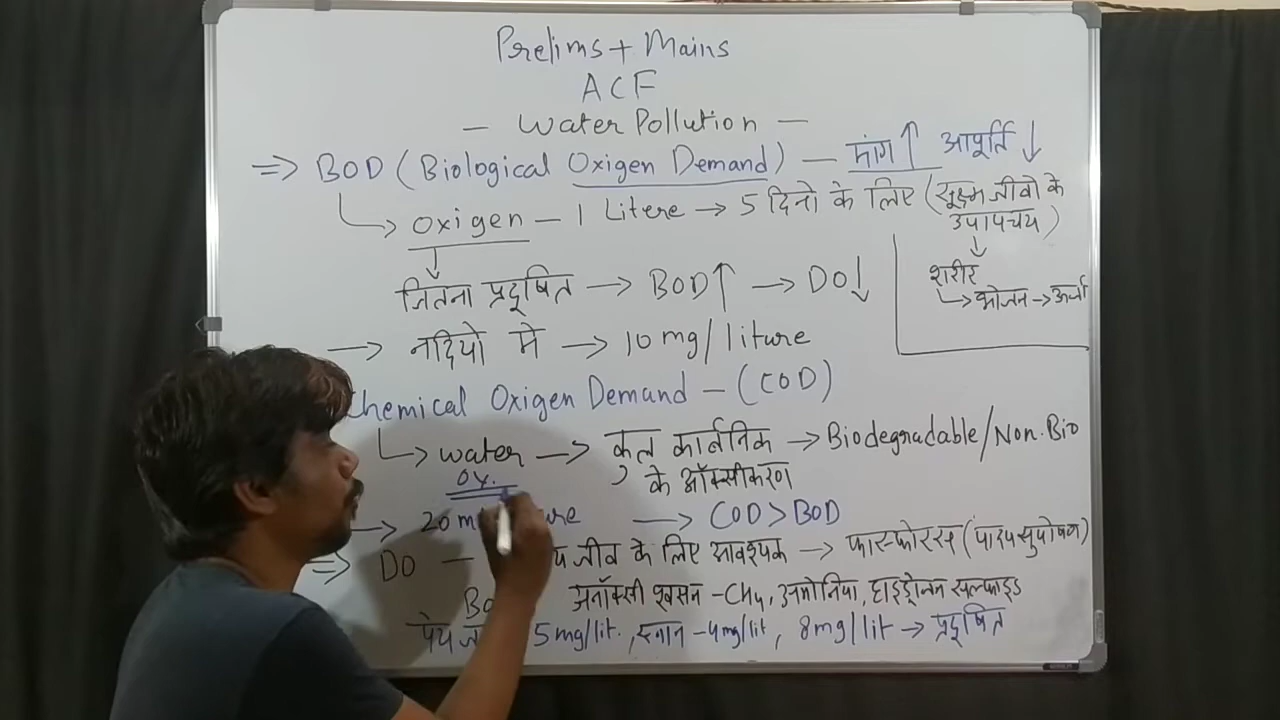 Prelims + Mains
ACF
- Water Pollution -
=> BOD (Biological Oxigen Demand) - मांग ↑ आपूर्ति ↓
Oxigen - 1 Litere → 5 दिनो के लिए (सूक्ष्म जीवो के
उपापचय)
↓
शरीर
↳ भोजन → ऊर्जा
जितना प्रदूषित → BOD ↑ → DO ↓
→ नदियो मे → 10 mg/liture
Chemical Oxigen Demand - (COD)
↳ water → कुल कार्बनिक → Biodegradable/Non.Bio
Ox. के ऑक्सीकरण
→ 20 → COD > BOD
=> DO - जीव के लिए आवश्यक → फास्फोरस (पादप सुपोषक)
अनॉक्सी श्वसन - CH4, अमोनिया, हाइड्रोजन सल्फाइड
पेय 5 mg/lit., स्नान - 4 mg/lit, 8 mg/lit → प्रदूषित